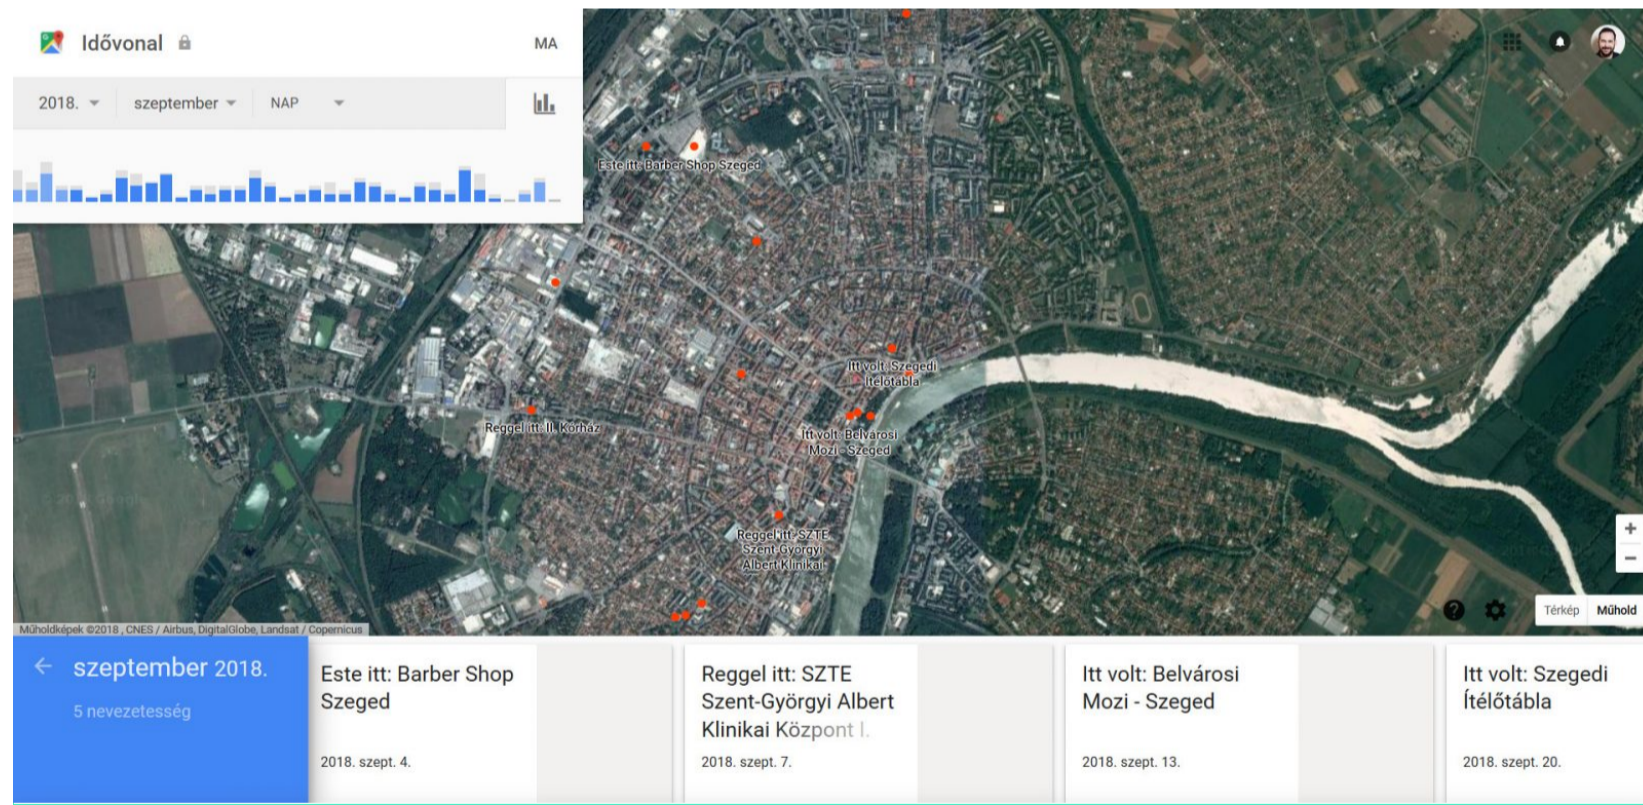 Idővonal
MA
2018.
szeptember
NAP
Este itt: Barber Shop Szeged
Itt volt: Szegedi
Ítélőtábla
Reggel itt: II. Kórház
Itt volt: Belvárosi
Mozi - Szeged
Reggel itt: SZTE
Szent-Györgyi
Albert Klinikai
+
−
?
Térkép
Műhold
Műholdképek ©2018 , CNES / Airbus, DigitalGlobe, Landsat / Copernicus
szeptember 2018.
5 nevezetesség
Este itt: Barber Shop
Szeged
2018. szept. 4.
Reggel itt: SZTE
Szent-Györgyi Albert
Klinikai Központ I.
2018. szept. 7.
Itt volt: Belvárosi
Mozi - Szeged
2018. szept. 13.
Itt volt: Szegedi
Ítélőtábla
2018. szept. 20.